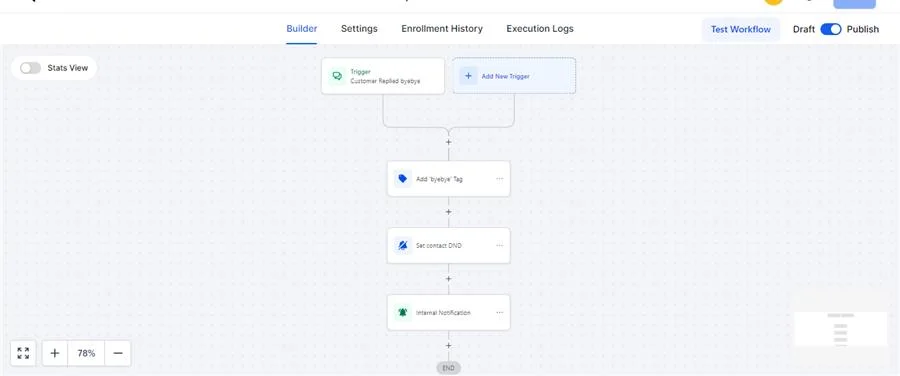 Builder
Settings
Enrollment History
Execution Logs
Test Workflow
Draft
Publish
Stats View
Trigger
Customer Replied byebye
Add New Trigger
Add 'byebye' Tag
Set contact DND
Internal Notification
78%
END